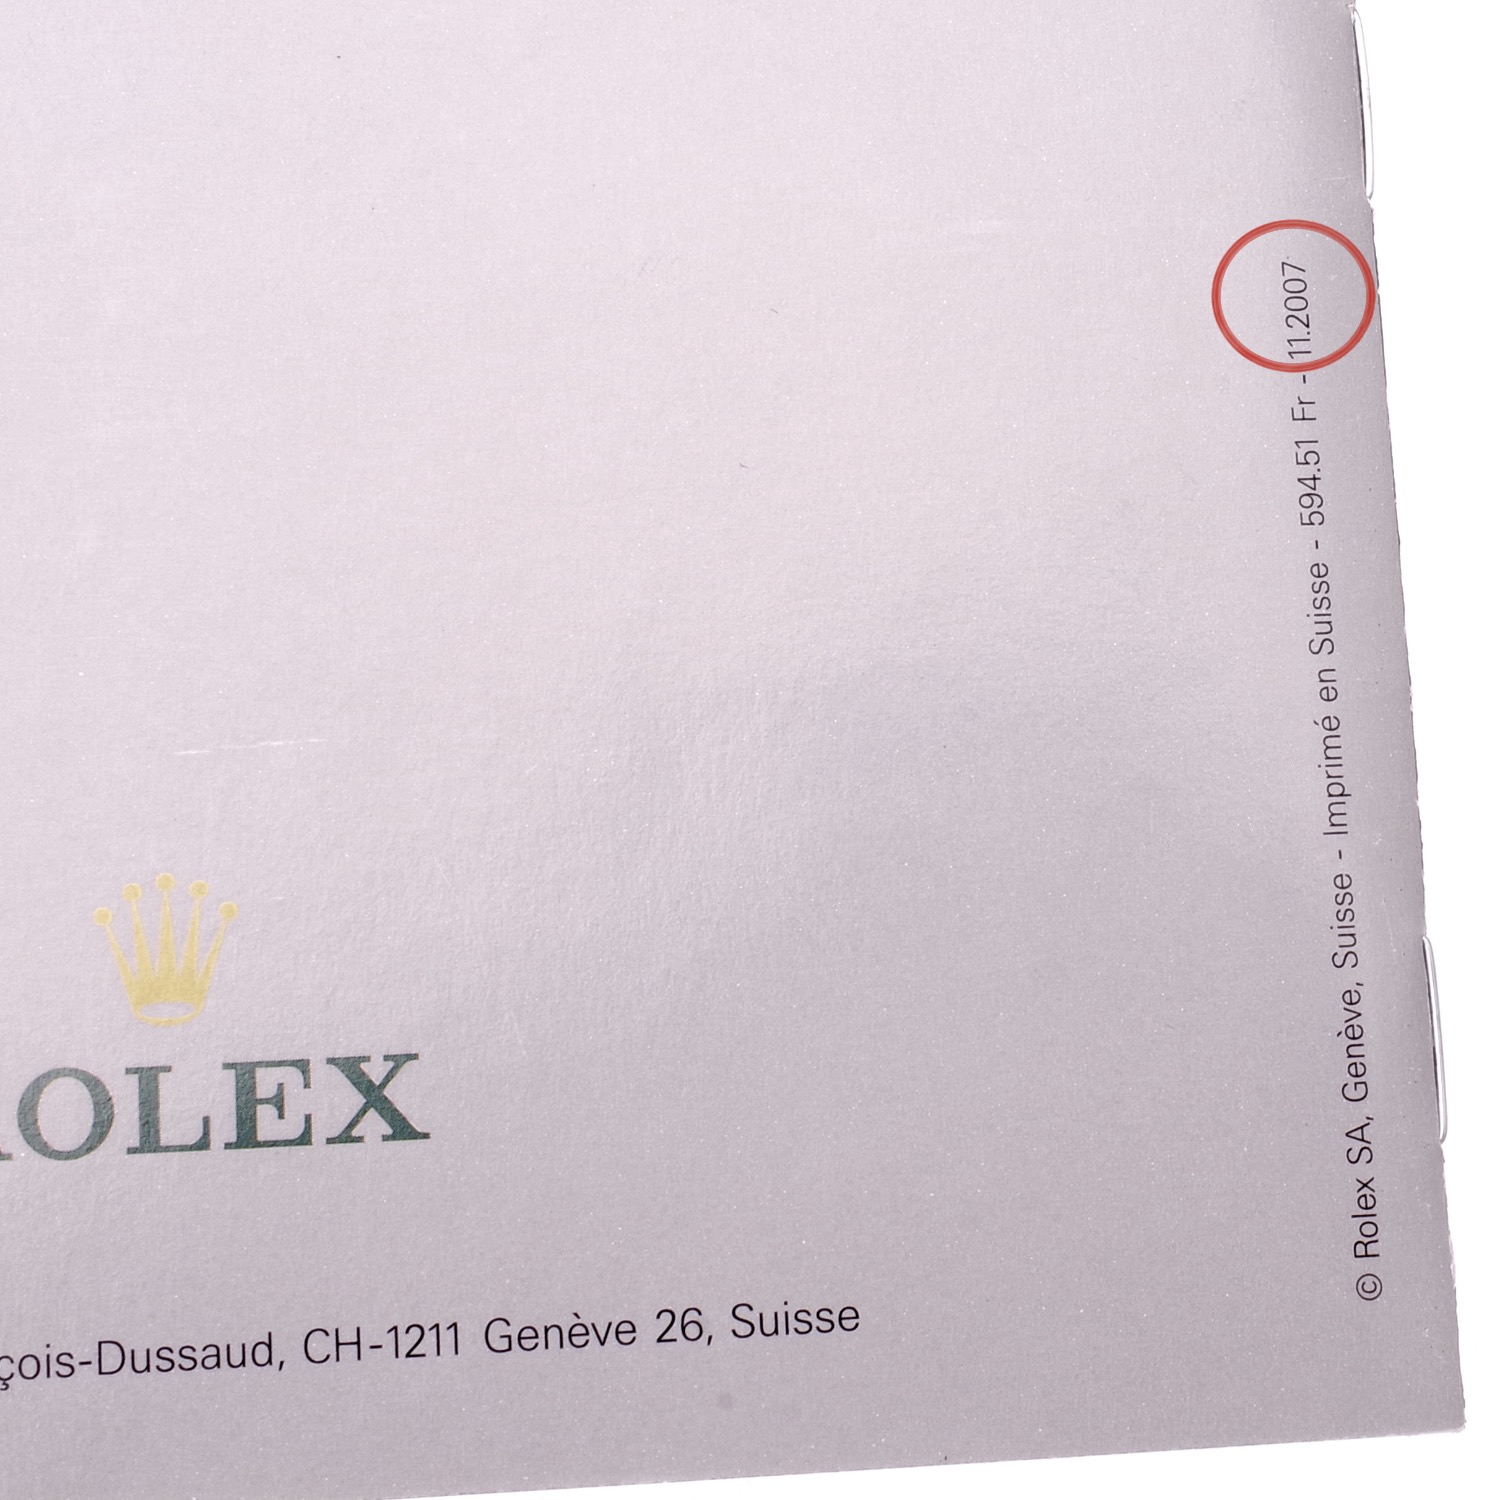 ROLEX
çois-Dussaud, CH-1211 Genève 26, Suisse
© Rolex SA, Genève, Suisse - Imprimé en Suisse - 594.51 Fr - 11.2007